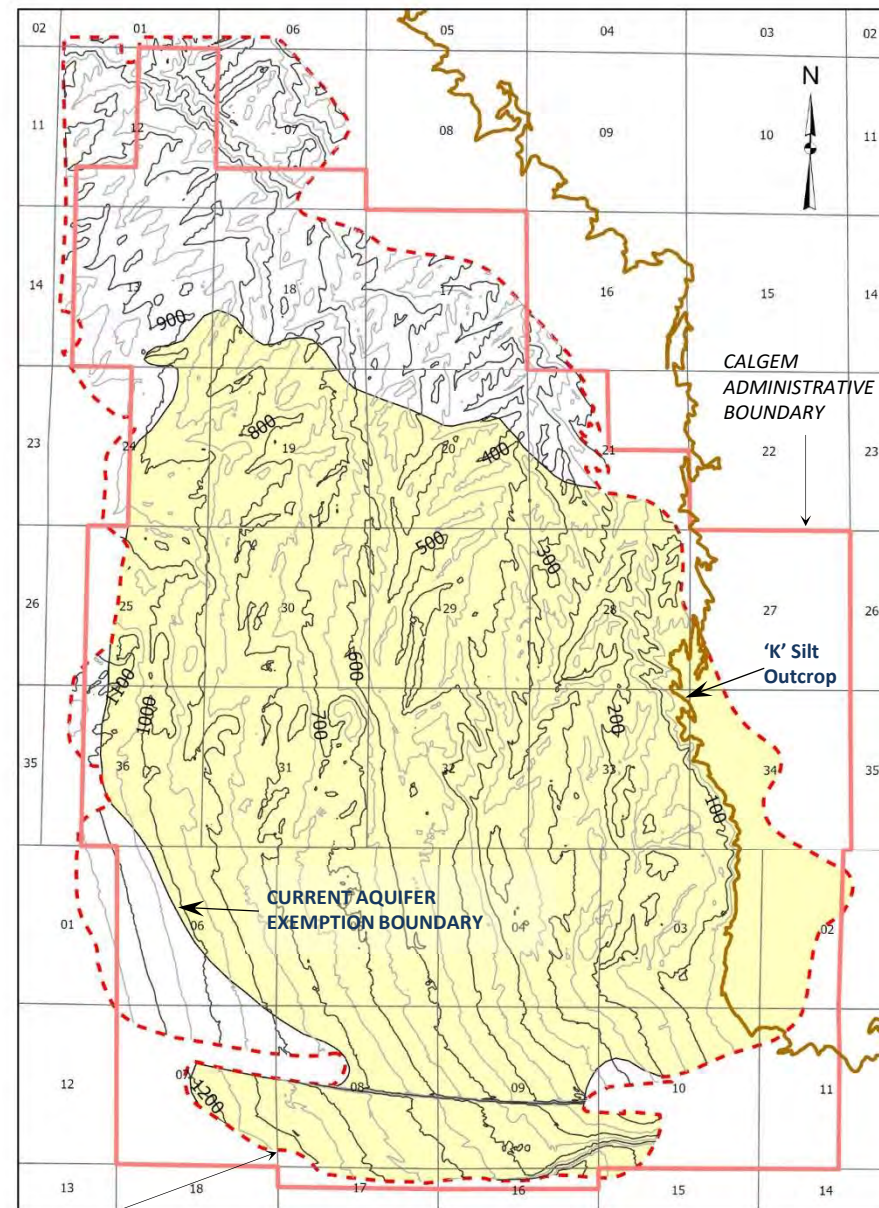 02 01 06 05 04 03 02
N
11 12 07 08 09 10 11
14 13 18 17 16 15 14
900
CALGEM
ADMINISTRATIVE
BOUNDARY
23 24 19 20 21 22 23
800
400
500
300
26 25 30 29 28 27 26
600
'K' Silt
Outcrop
1100
1000
700
200
35 36 31 32 33 34 35
100
CURRENT AQUIFER
EXEMPTION BOUNDARY
01 06 04 03 02
12 07 08 09 10 11
1200
13 18 17 16 15 14